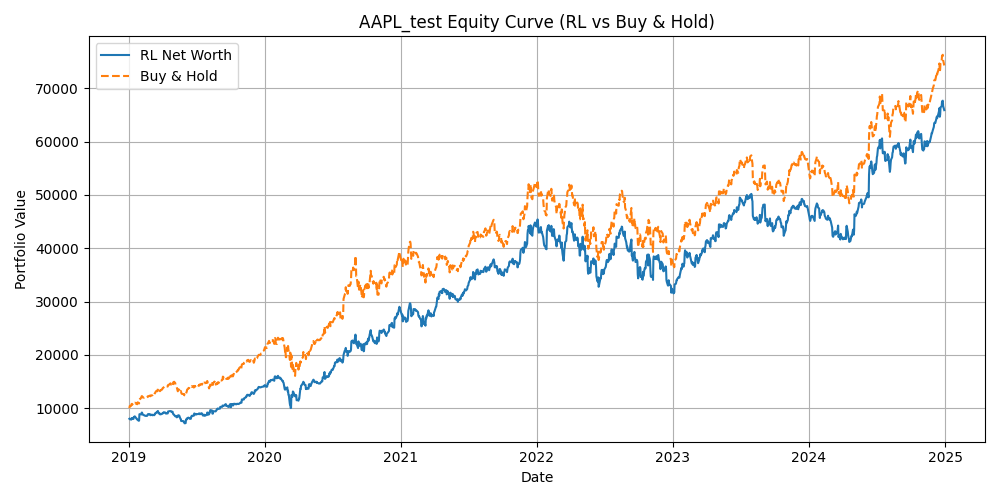 AAPL_test Equity Curve (RL vs Buy & Hold)
RL Net Worth
Buy & Hold
Portfolio Value
70000
60000
50000
40000
30000
20000
10000
2019 2020 2021 2022 2023 2024 2025
Date